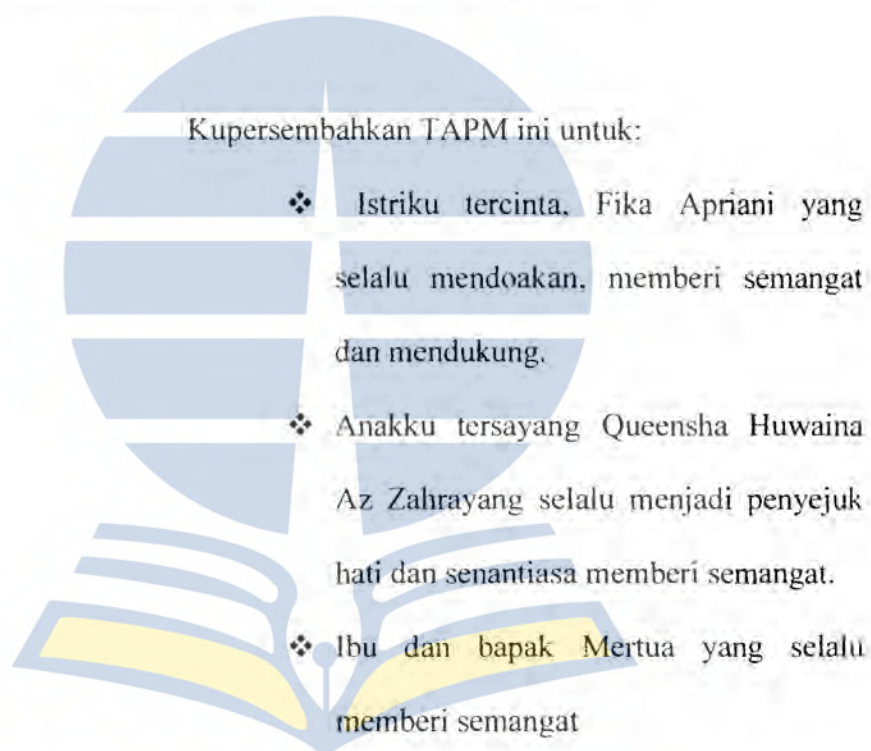 Kupersembahkan TAPM ini untuk:
❖ Istriku tercinta, Fika Apriani yang
selalu mendoakan, memberi semangat
dan mendukung.
❖ Anakku tersayang Queensha Huwaina
Az Zahrayang selalu menjadi penyejuk
hati dan senantiasa memberi semangat.
❖ Ibu dan bapak Mertua yang selalu
memberi semangat